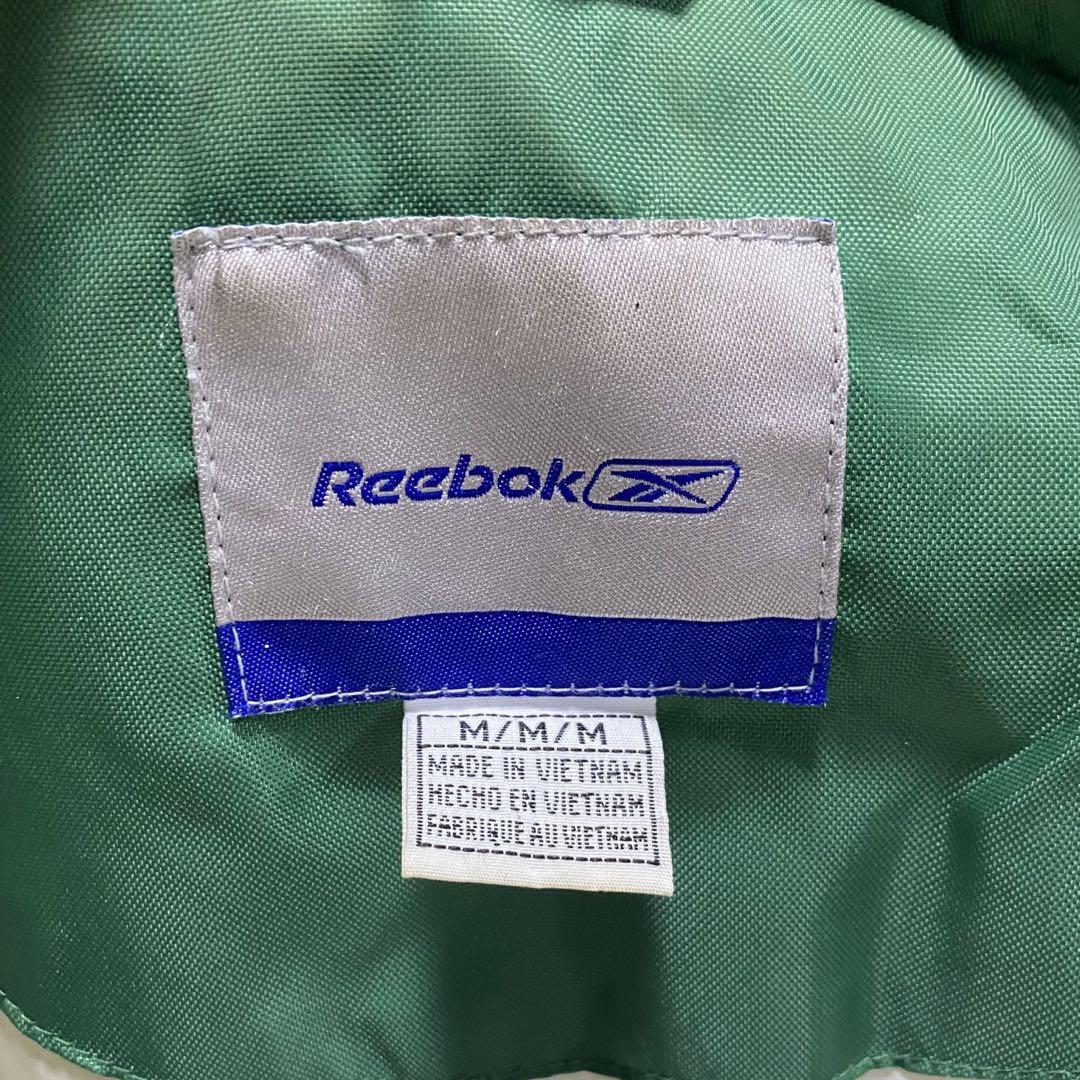 Reebok
M/M/M
MADE IN VIETNAM
HECHO EN VIETNAM
FABRIQUE AU VIETNAM